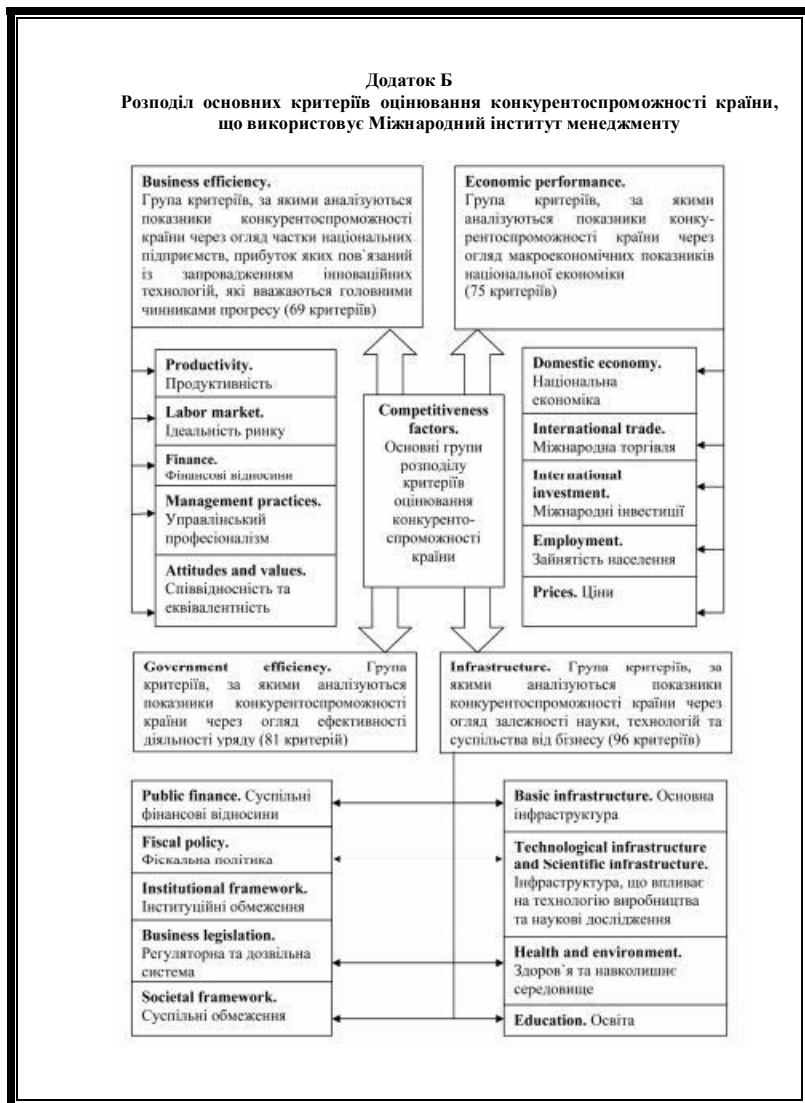 Додаток Б
Розподіл основних критеріїв оцінювання конкурентоспроможності країни,
що використовує Міжнародний інститут менеджменту
Business efficiency.
Група критеріїв, за якими аналізуються
показники конкурентоспроможності
країни через огляд частки національних
підприємств, прибуток яких пов`язаний
із запровадженням інноваційних
технологій, які вважаються головними
чинниками прогресу (69 критеріїв)
Economic performance.
Група критеріїв, за якими
аналізуються показники конку-
рентоспроможності країни через
огляд макроекономічних показників
національної економіки
(75 критеріїв)
Productivity.
Продуктивність
Labor market.
Ідеальність ринку
Finance.
Фінансові відносини
Management practices.
Управлінський
професіоналізм
Attitudes and values.
Співвідносність та
еквівалентність
Competitiveness
factors.
Основні групи
розподілу
критеріїв
оцінювання
конкуренто-
спроможності
країни
Domestic economy.
Національна
економіка
International trade.
Міжнародна торгівля
International
investment.
Міжнародні інвестиції
Employment.
Зайнятість населення
Prices. Ціни
Government efficiency. Група
критеріїв, за якими аналізуються
показники конкурентоспроможності
країни через огляд ефективності
діяльності уряду (81 критерій)
Infrastructure. Група критеріїв, за
якими аналізуються показники
конкурентоспроможності країни через
огляд залежності науки, технологій та
суспільства від бізнесу (96 критеріїв)
Public finance. Суспільні
фінансові відносини
Fiscal policy.
Фіскальна політика
Institutional framework.
Інституційні обмеження
Business legislation.
Регуляторна та дозвільна
система
Societal framework.
Суспільні обмеження
Basic infrastructure. Основна
інфраструктура
Technological infrastructure
and Scientific infrastructure.
Інфраструктура, що впливає
на технологію виробництва
та наукові дослідження
Health and environment.
Здоров`я та навколишнє
середовище
Education. Освіта